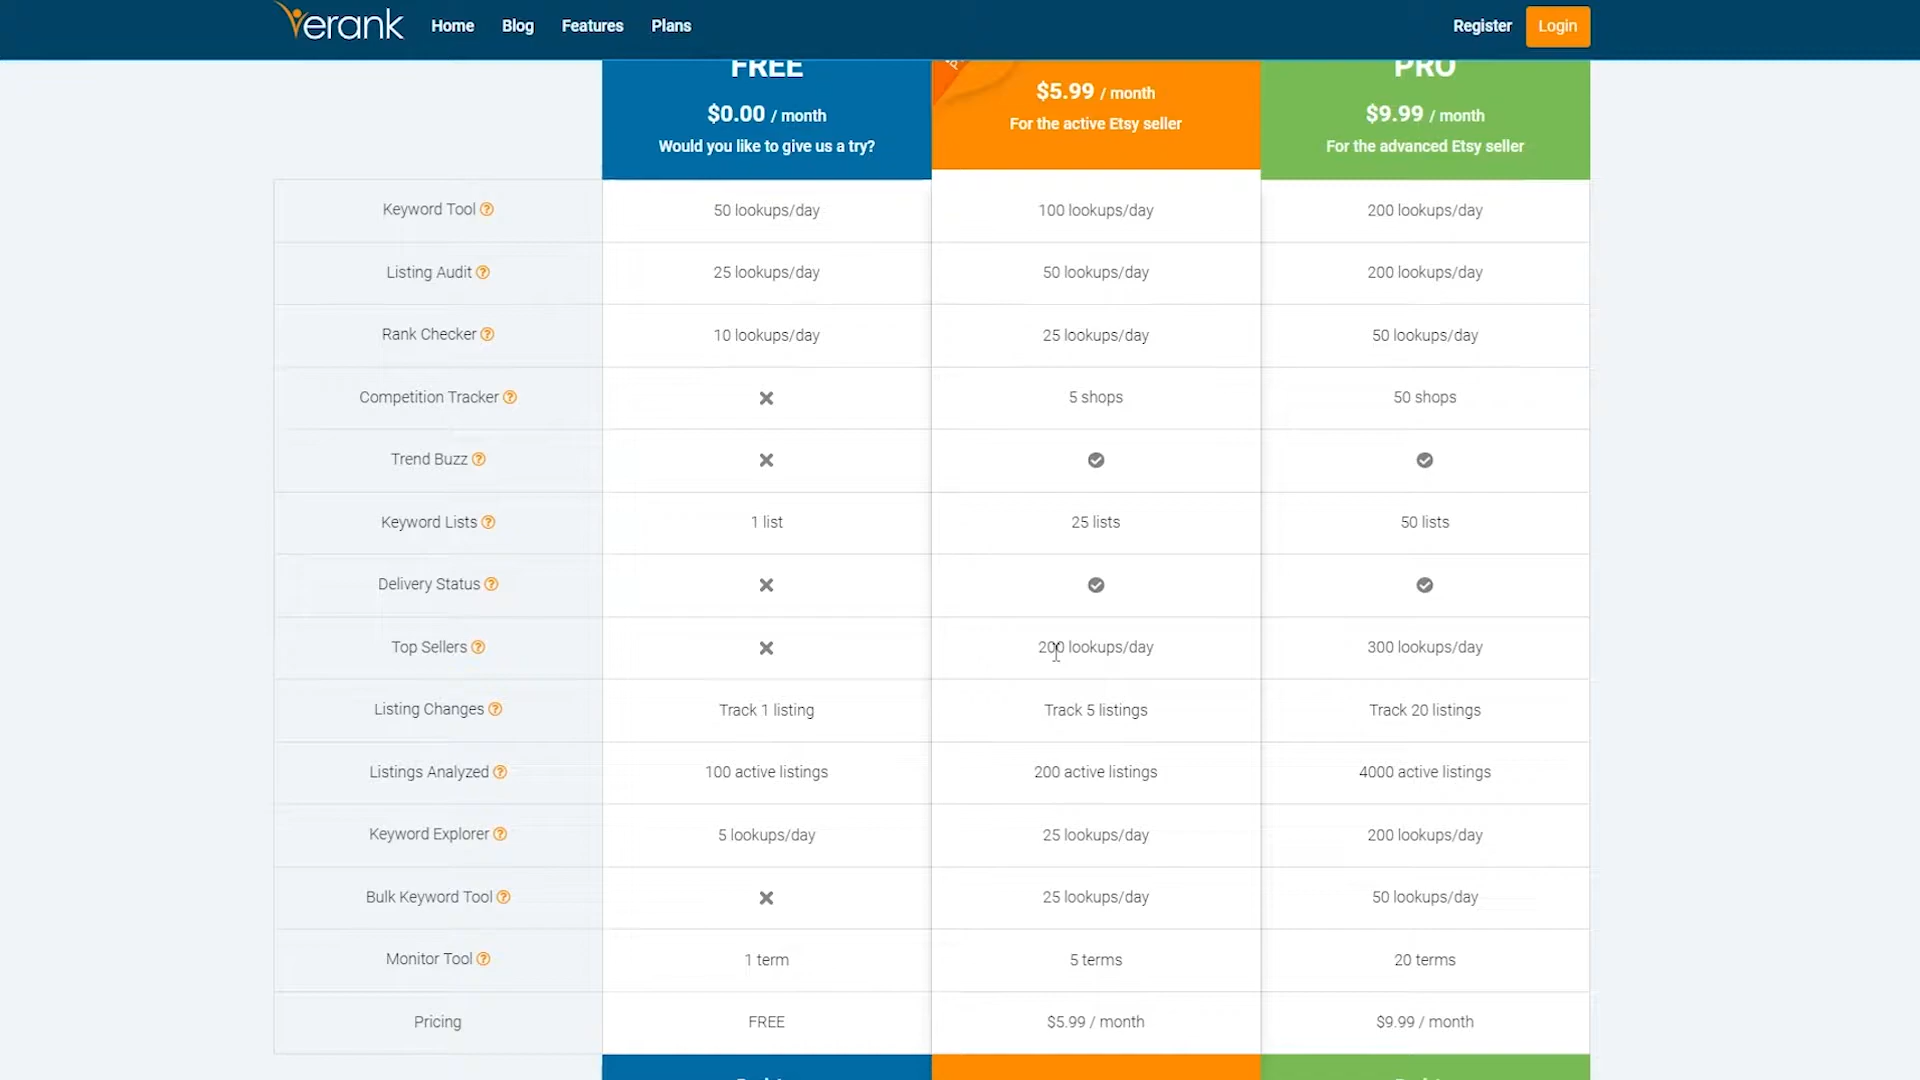 erank Home Blog Features Plans Register Login
FREE PRO
$0.00 / month $5.99 / month $9.99 / month
Would you like to give us a try? For the active Etsy seller For the advanced Etsy seller
Keyword Tool 50 lookups/day 100 lookups/day 200 lookups/day
Listing Audit 25 lookups/day 50 lookups/day 200 lookups/day
Rank Checker 10 lookups/day 25 lookups/day 50 lookups/day
Competition Tracker 5 shops 50 shops
Trend Buzz
Keyword Lists 1 list 25 lists 50 lists
Delivery Status
Top Sellers 200 lookups/day 300 lookups/day
Listing Changes Track 1 listing Track 5 listings Track 20 listings
Listings Analyzed 100 active listings 200 active listings 4000 active listings
Keyword Explorer 5 lookups/day 25 lookups/day 200 lookups/day
Bulk Keyword Tool 25 lookups/day 50 lookups/day
Monitor Tool 1 term 5 terms 20 terms
Pricing FREE $5.99 / month $9.99 / month